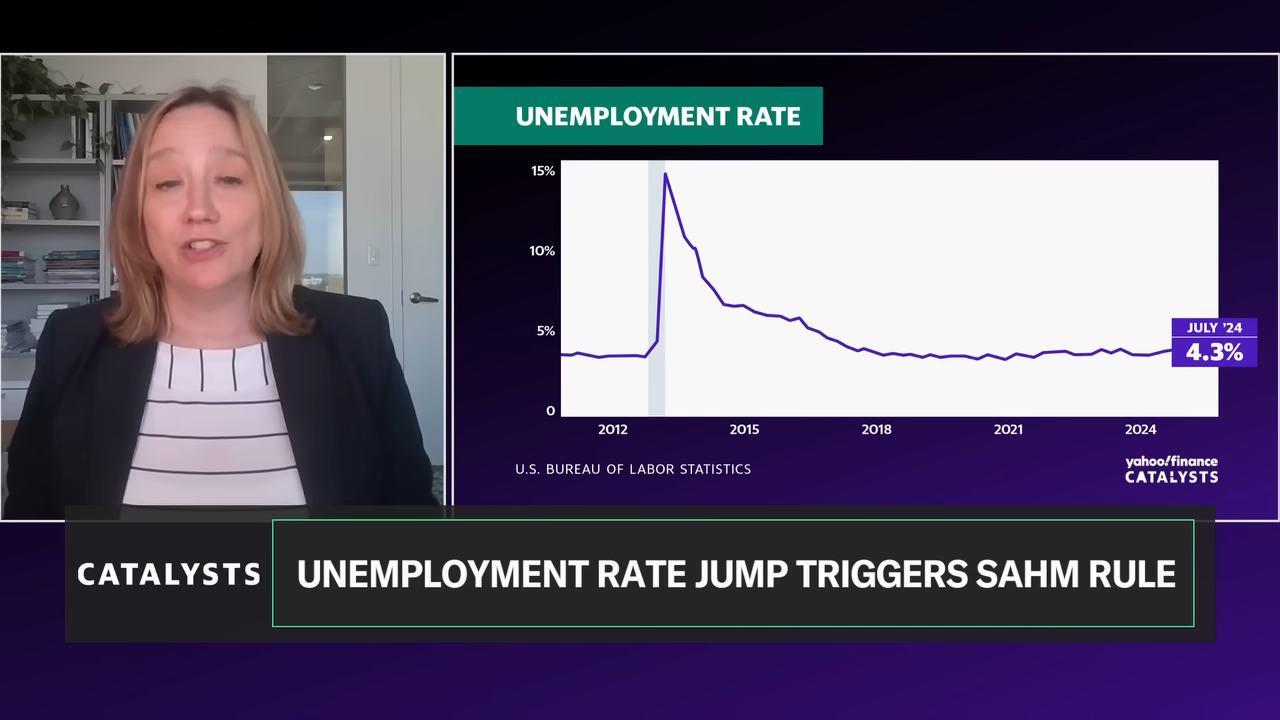 UNEMPLOYMENT RATE
15%
10%
5%
0
2012 2015 2018 2021 2024
JULY '24
4.3%
U.S. BUREAU OF LABOR STATISTICS
yahoo!finance
CATALYSTS
CATALYSTS
UNEMPLOYMENT RATE JUMP TRIGGERS SAHM RULE